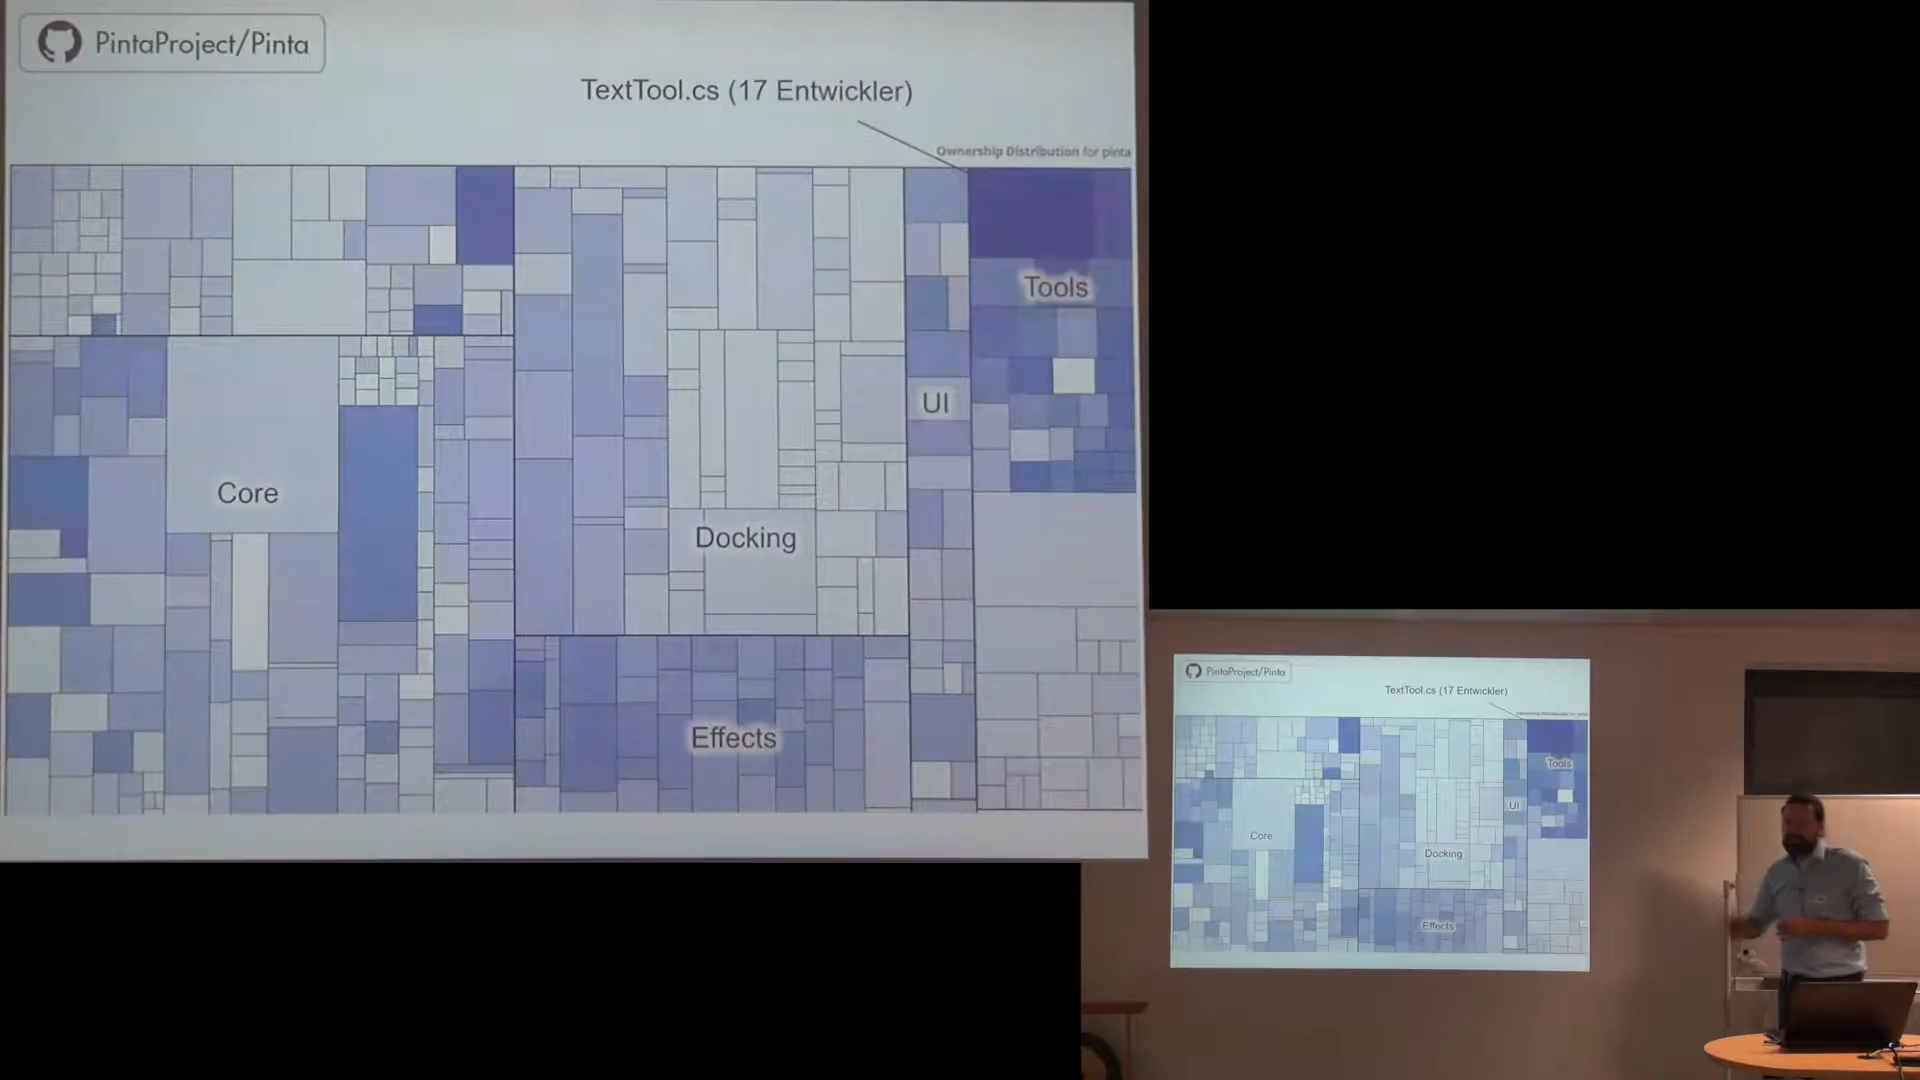 PintaProject/Pinta
TextTool.cs (17 Entwickler)
Ownership Distribution for pinta
Tools
UI
Core
Docking
Effects
PintaProject/Pinta
TextTool.cs (17 Entwickler)
Tools
UI
Core
Docking
Effects